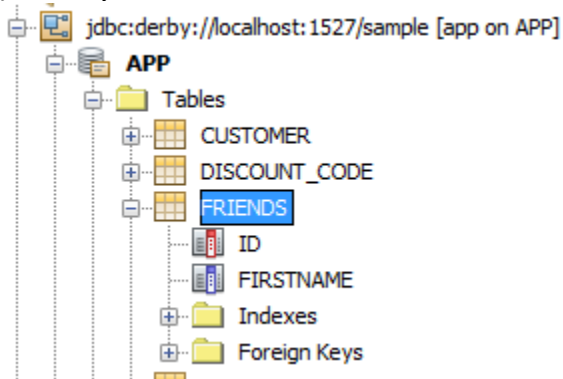 jdbc:derby://localhost:1527/sample [app on APP]
APP
Tables
CUSTOMER
DISCOUNT_CODE
FRIENDS
ID
FIRSTNAME
Indexes
Foreign Keys